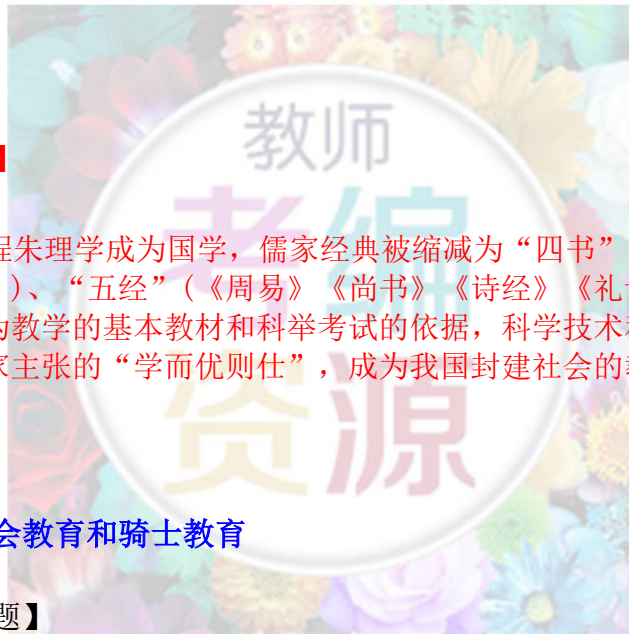 教师
考编
资源
程朱理学成为国学，儒家经典被缩减为“四书”
)、“五经”(《周易》《尚书》《诗经》《礼
为教学的基本教材和科举考试的依据，科学技术
家主张的“学而优则仕”，成为我国封建社会的
会教育和骑士教育
题】